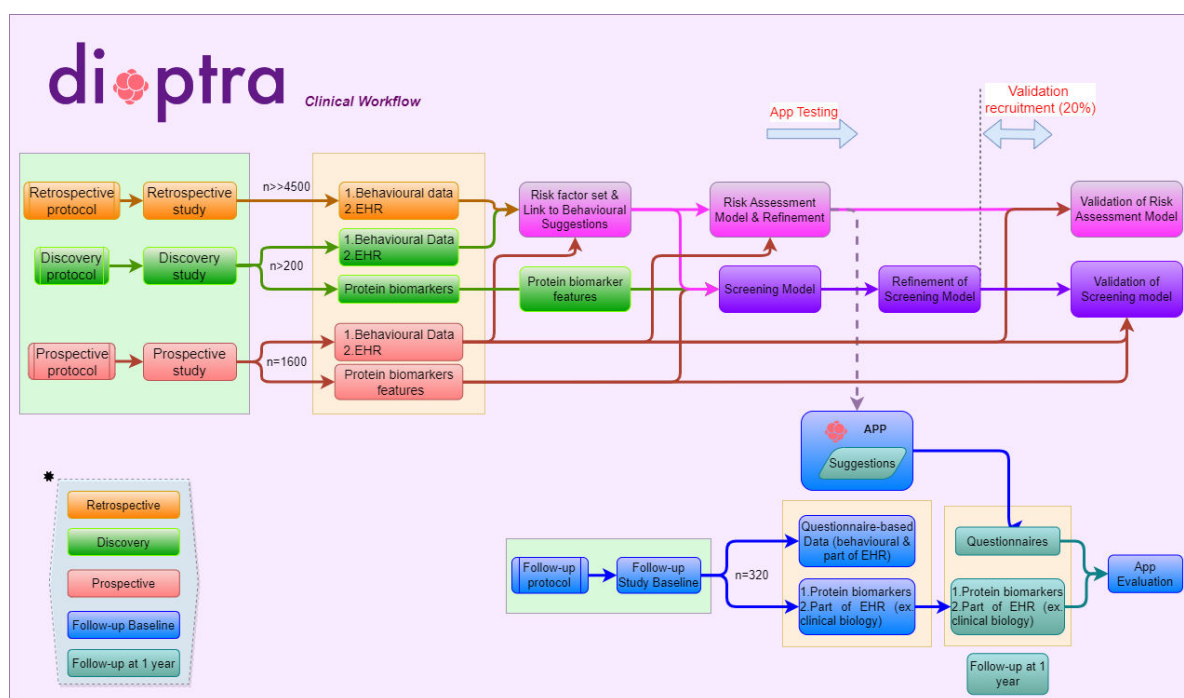 dioptra
Clinical Workflow
App Testing
Validation
recruitment (20%)
Retrospective
protocol
Retrospective
study
n>>4500
1.Behavioural data
2.EHR
Risk factor set &
Link to Behavioural
Suggestions
Risk Assessment
Model & Refinement
Validation of Risk
Assessment Model
Discovery
protocol
Discovery
study
n>200
1.Behavioural Data
2.EHR
Protein biomarkers
Protein biomarker
features
Screening Model
Refinement of
Screening Model
Validation of
Screening model
Prospective
protocol
Prospective
study
n=1600
1.Behavioural Data
2.EHR
Protein biomarkers
features
APP
Suggestions
Retrospective
Discovery
Prospective
Follow-up Baseline
Follow-up at 1 year
Follow-up
protocol
Follow-up
Study Baseline
n=320
Questionnaire-based
Data (behavioural &
part of EHR)
1.Protein biomarkers
2.Part of EHR (ex.
clinical biology)
Questionnaires
1.Protein biomarkers
2.Part of EHR (ex.
clinical biology)
App
Evaluation
Follow-up at 1
year